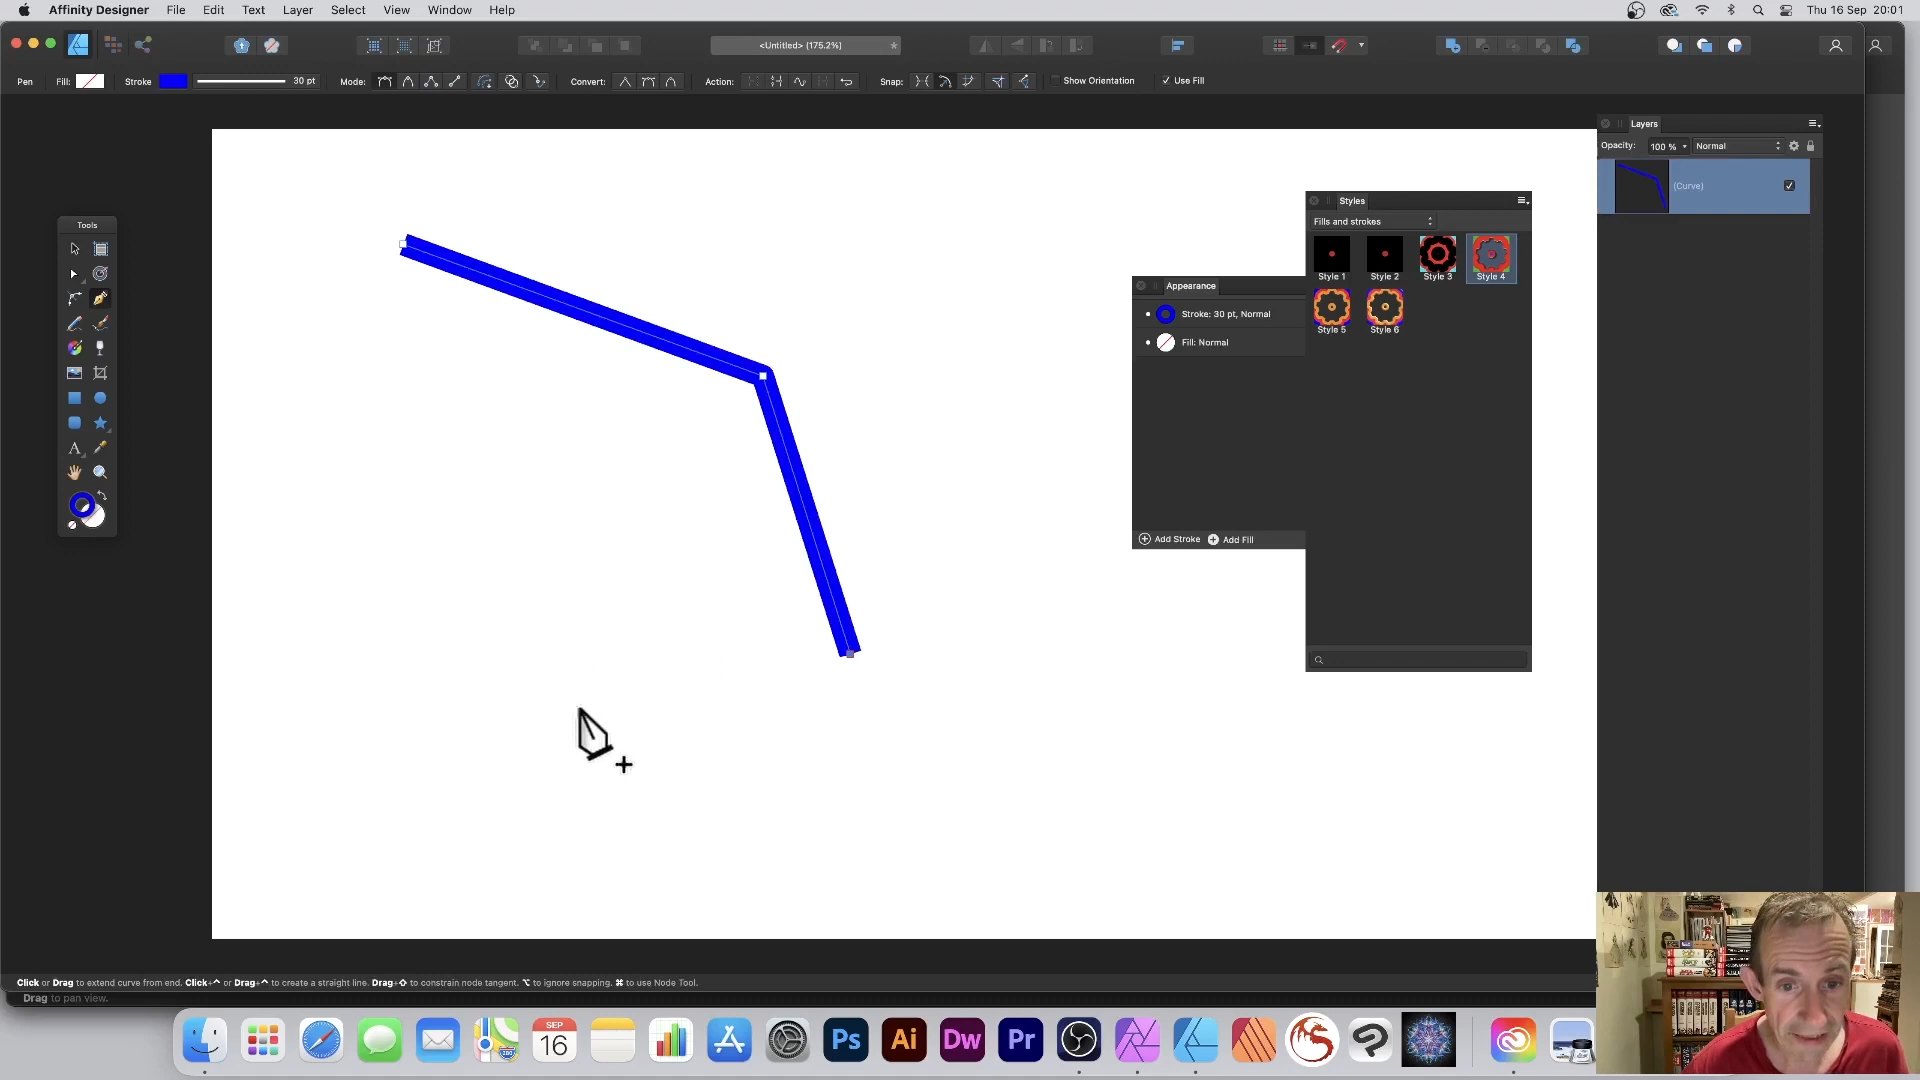 Affinity Designer File Edit Text Layer Select View Window Help Thu 16 Sep 20:01
<Untitled> (175.2%)
Pen Fill: Stroke 30 pt Mode: Convert: Action: Snap: Show Orientation Use Fill
Layers
Opacity: 100 % Normal
(Curve)
Tools
Styles
Fills and strokes
Style 1 Style 2 Style 3 Style 4
Style 5 Style 6
Appearance
Stroke: 30 pt, Normal
Fill: Normal
Add Stroke Add Fill
Click or Drag to extend curve from end. Click+^ or Drag+^ to create a straight line. Drag+⇧ to constrain node tangent. ⌥ to ignore snapping. ⌘ to use Node Tool.
Drag to pan view.
SEP
16
280
Ps Ai Dw Pr